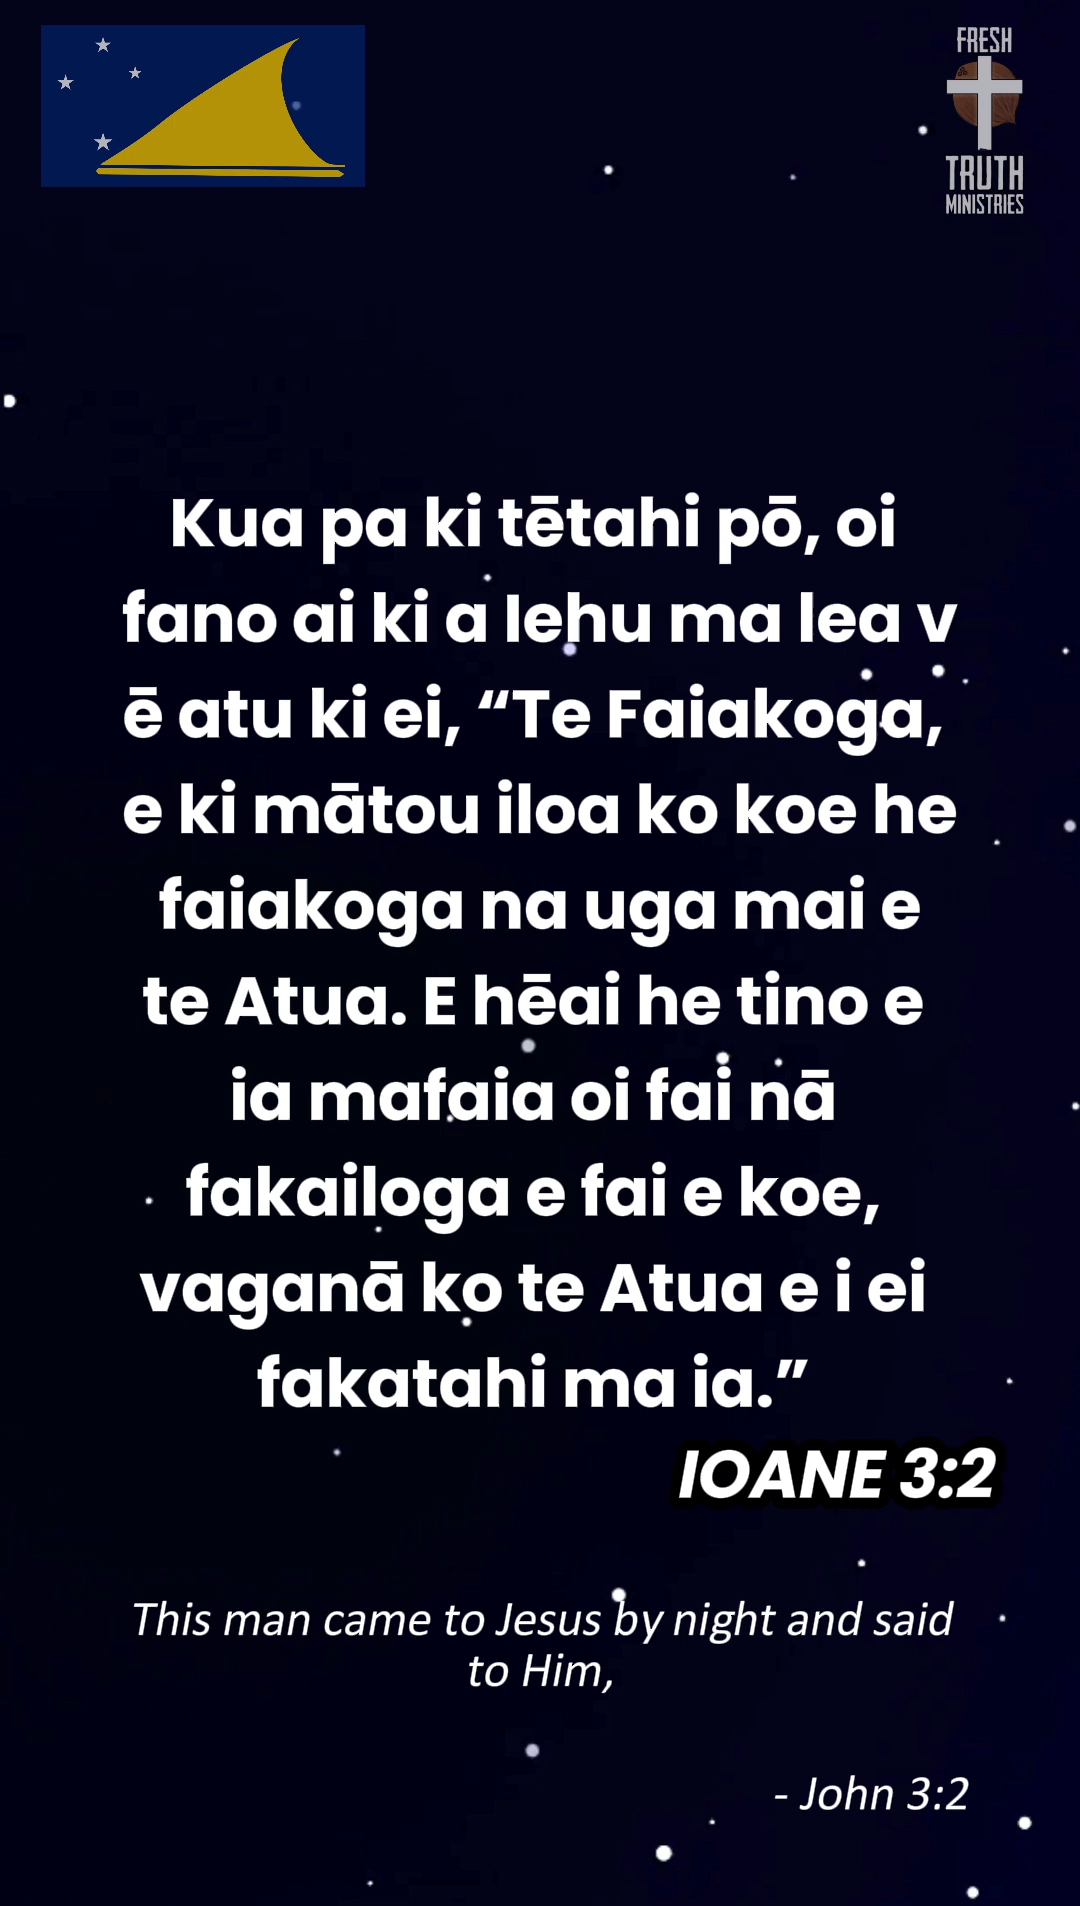 FRESH
TRUTH
MINISTRIES
Kua pa ki tētahi pō, oi
fano ai ki a Iehu ma lea v
ē atu ki ei, “Te Faiakoga,
e ki mātou iloa ko koe he
faiakoga na uga mai e
te Atua. E hēai he tino e
ia mafaia oi fai nā
fakailoga e fai e koe,
vaganā ko te Atua e i ei
fakatahi ma ia.”
IOANE 3:2
This man came to Jesus by night and said
to Him,
- John 3:2